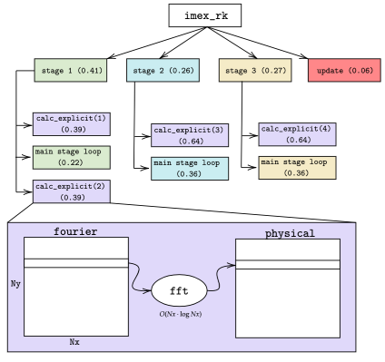 imex_rk
stage 1 (0.41)
stage 2 (0.26)
stage 3 (0.27)
update (0.06)
calc_explicit(1)
(0.39)
calc_explicit(3)
(0.64)
calc_explicit(4)
(0.64)
main stage loop
(0.22)
main stage loop
(0.36)
main stage loop
(0.36)
calc_explicit(2)
(0.39)
fourier
physical
Ny
fft
O(Nx · log Nx)
Nx